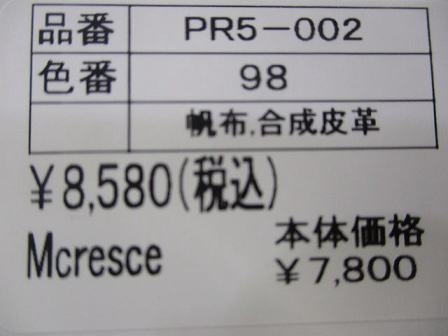 品番 PR5-002
色番 98
帆布,合成皮革
¥8,580(税込)
本体価格
Mcresce ¥7,800